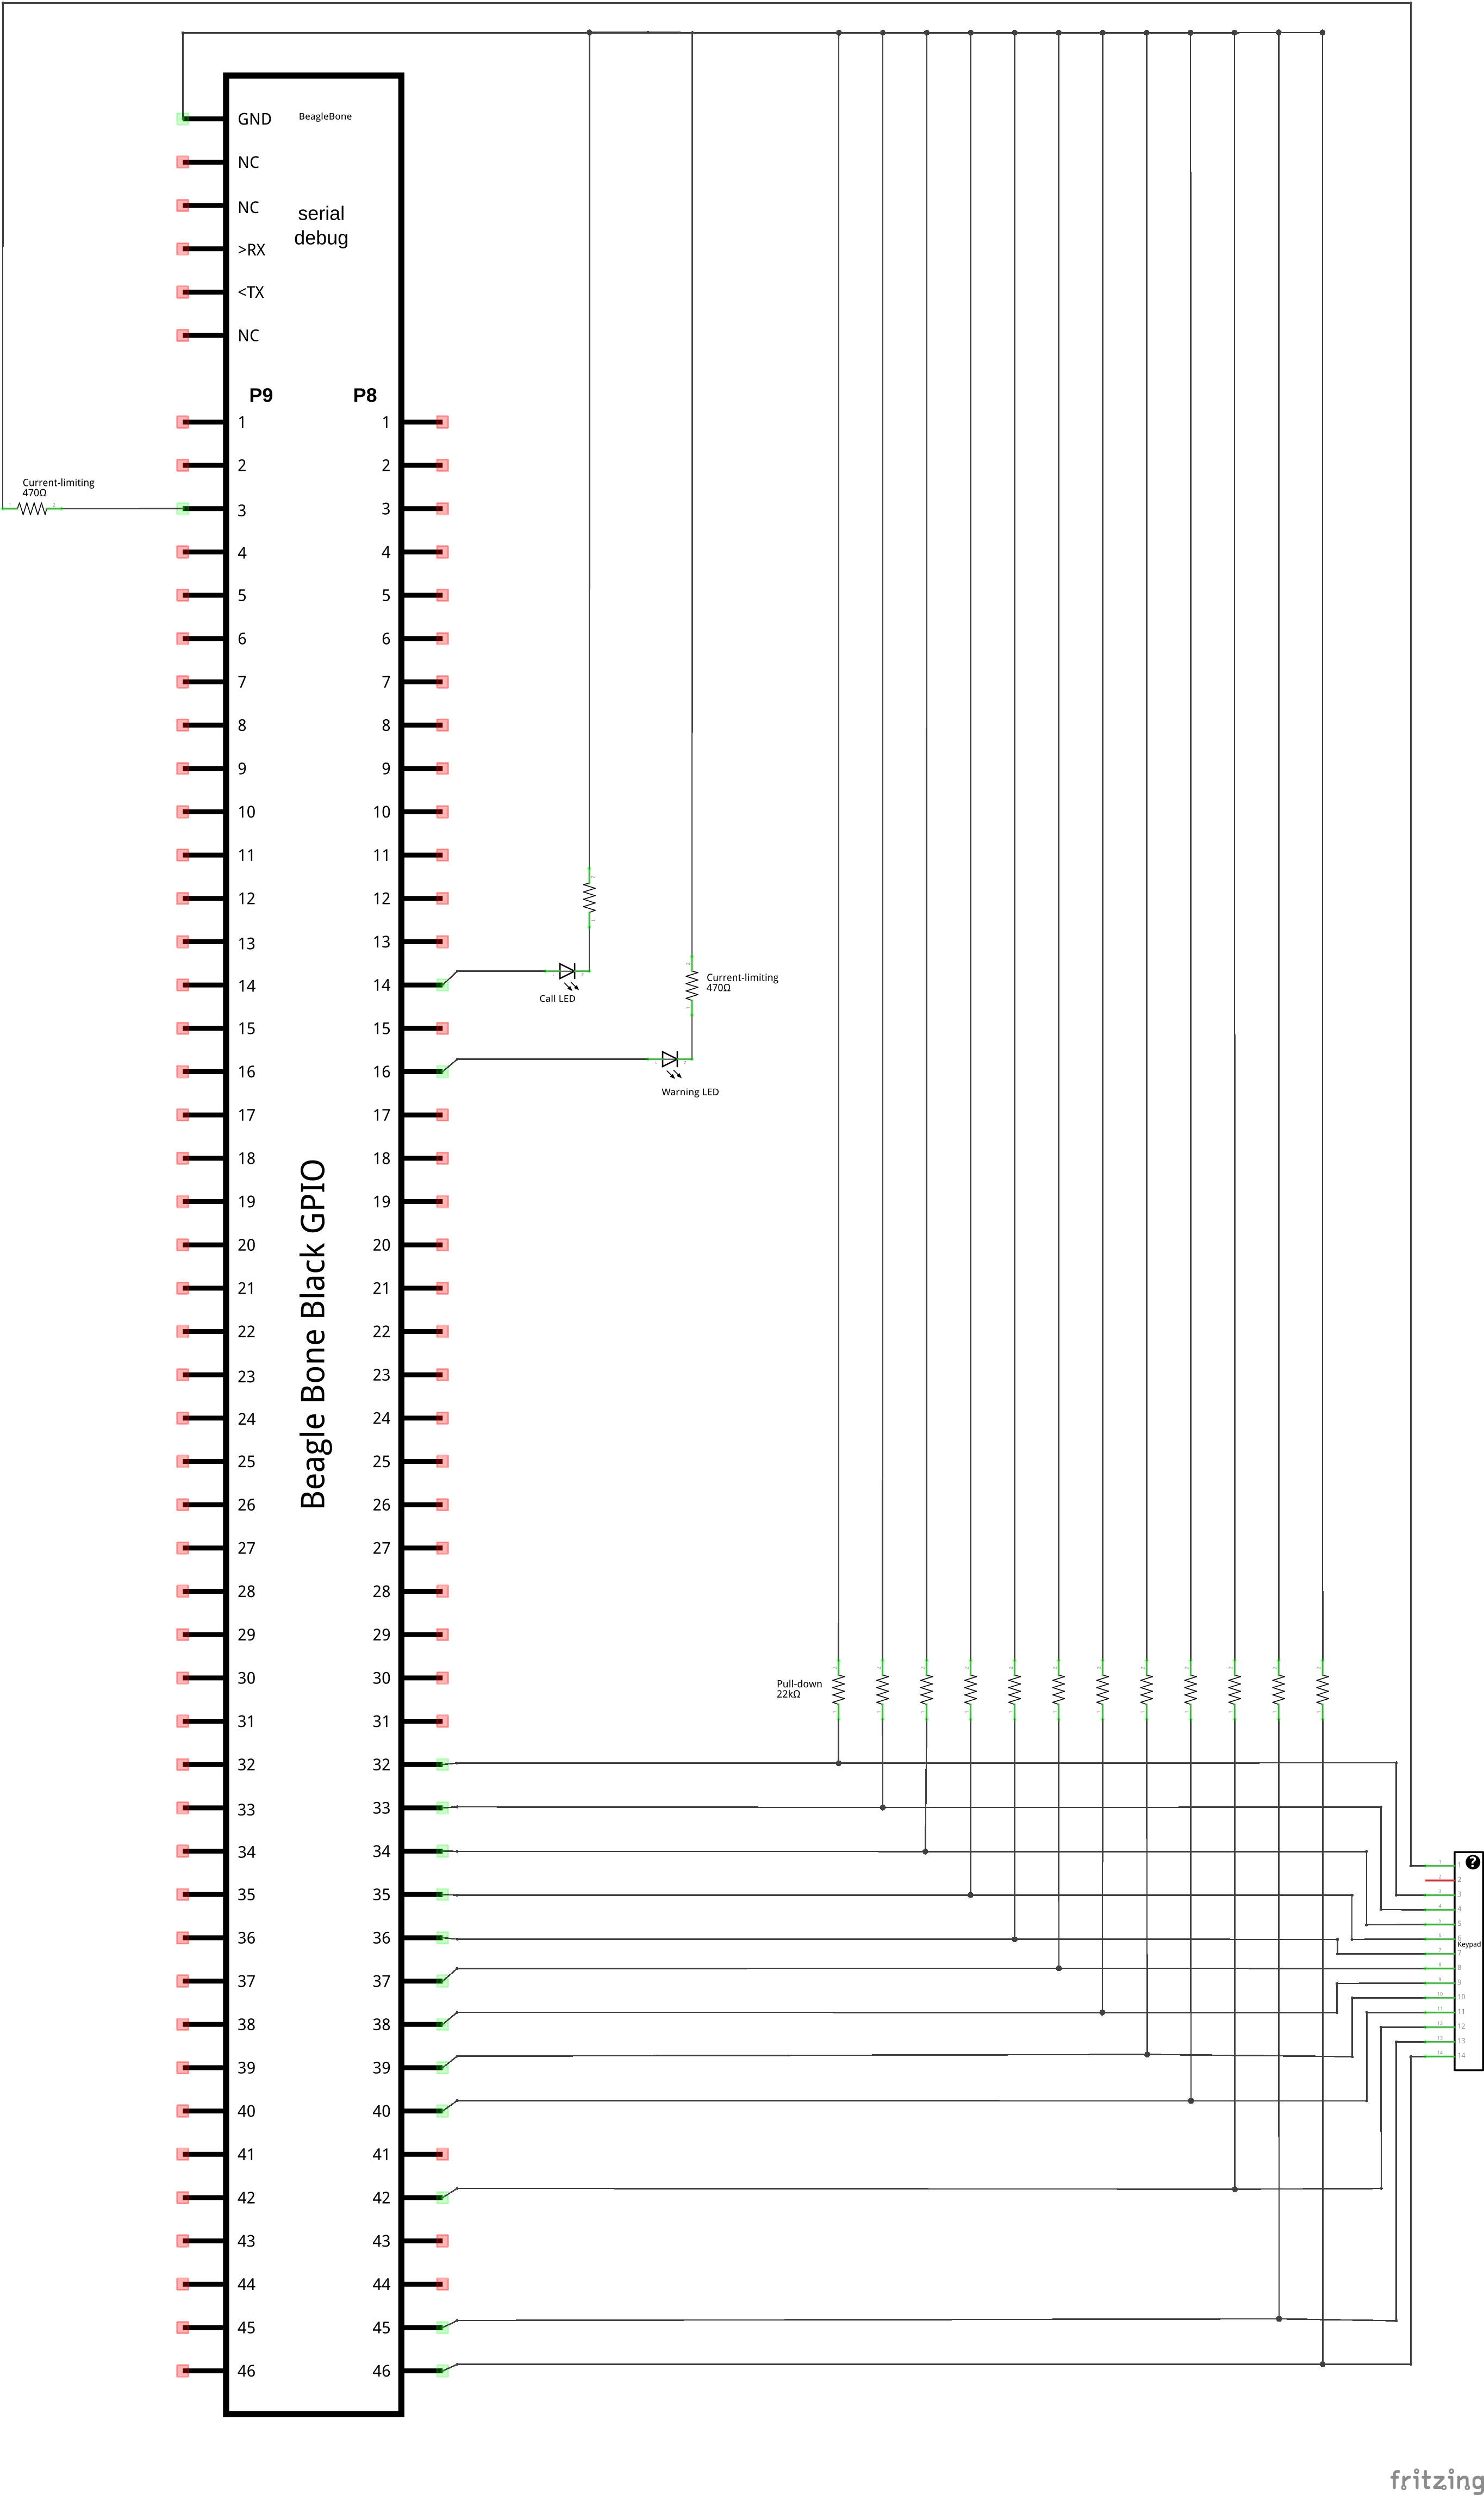 GND
BeagleBone
NC
NC
serial
debug
>RX
<TX
NC
P9 P8
1 1
2 2
Current-limiting
470Ω
3 3
4 4
5 5
6 6
7 7
8 8
9 9
10 10
11 11
12 12
13 13
14 14
Call LED
Current-limiting
470Ω
15 15
16 16
Warning LED
17 17
18 18
19 19
20 20
21 21
22 22
Beagle Bone Black GPIO
23 23
24 24
25 25
26 26
27 27
28 28
29 29
30 30
Pull-down
22kΩ
31 31
32 32
33 33
34 34
35 35
36 36
37 37
38 38
39 39
40 40
41 41
42 42
43 43
44 44
45 45
46 46
?
1
2
3
4
5
6
Keypad
7
8
9
10
11
12
13
14
fritzing